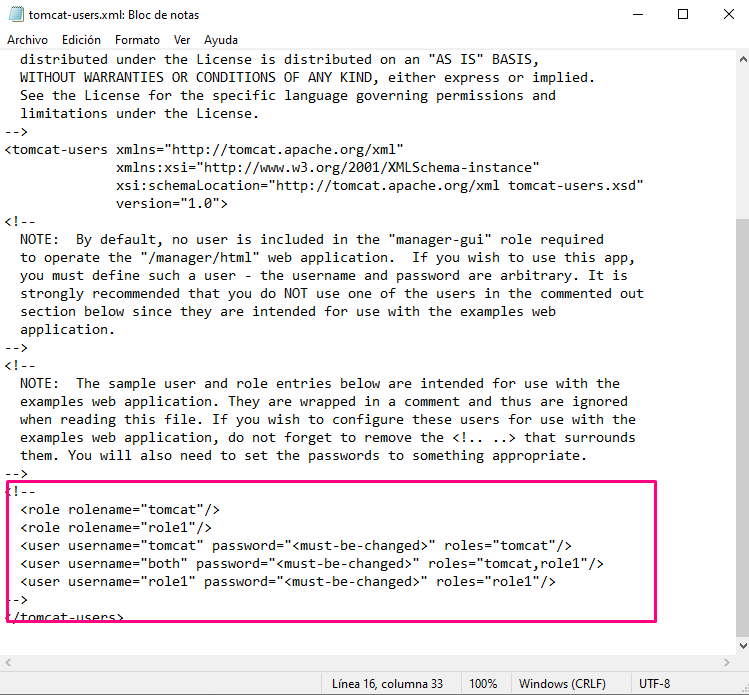 tomcat-users.xml: Bloc de notas
Archivo Edición Formato Ver Ayuda
distributed under the License is distributed on an "AS IS" BASIS,
WITHOUT WARRANTIES OR CONDITIONS OF ANY KIND, either express or implied.
See the License for the specific language governing permissions and
limitations under the License.
-->
<tomcat-users xmlns="http://tomcat.apache.org/xml"
xmlns:xsi="http://www.w3.org/2001/XMLSchema-instance"
xsi:schemaLocation="http://tomcat.apache.org/xml tomcat-users.xsd"
version="1.0">
<!--
NOTE:  By default, no user is included in the "manager-gui" role required
to operate the "/manager/html" web application.  If you wish to use this app,
you must define such a user - the username and password are arbitrary. It is
strongly recommended that you do NOT use one of the users in the commented out
section below since they are intended for use with the examples web
application.
-->
<!--
NOTE:  The sample user and role entries below are intended for use with the
examples web application. They are wrapped in a comment and thus are ignored
when reading this file. If you wish to configure these users for use with the
examples web application, do not forget to remove the <!.. ..> that surrounds
them. You will also need to set the passwords to something appropriate.
-->
<!--
<role rolename="tomcat"/>
<role rolename="role1"/>
<user username="tomcat" password="<must-be-changed>" roles="tomcat"/>
<user username="both" password="<must-be-changed>" roles="tomcat,role1"/>
<user username="role1" password="<must-be-changed>" roles="role1"/>
-->
</tomcat-users>
Línea 16, columna 33 100% Windows (CRLF) UTF-8